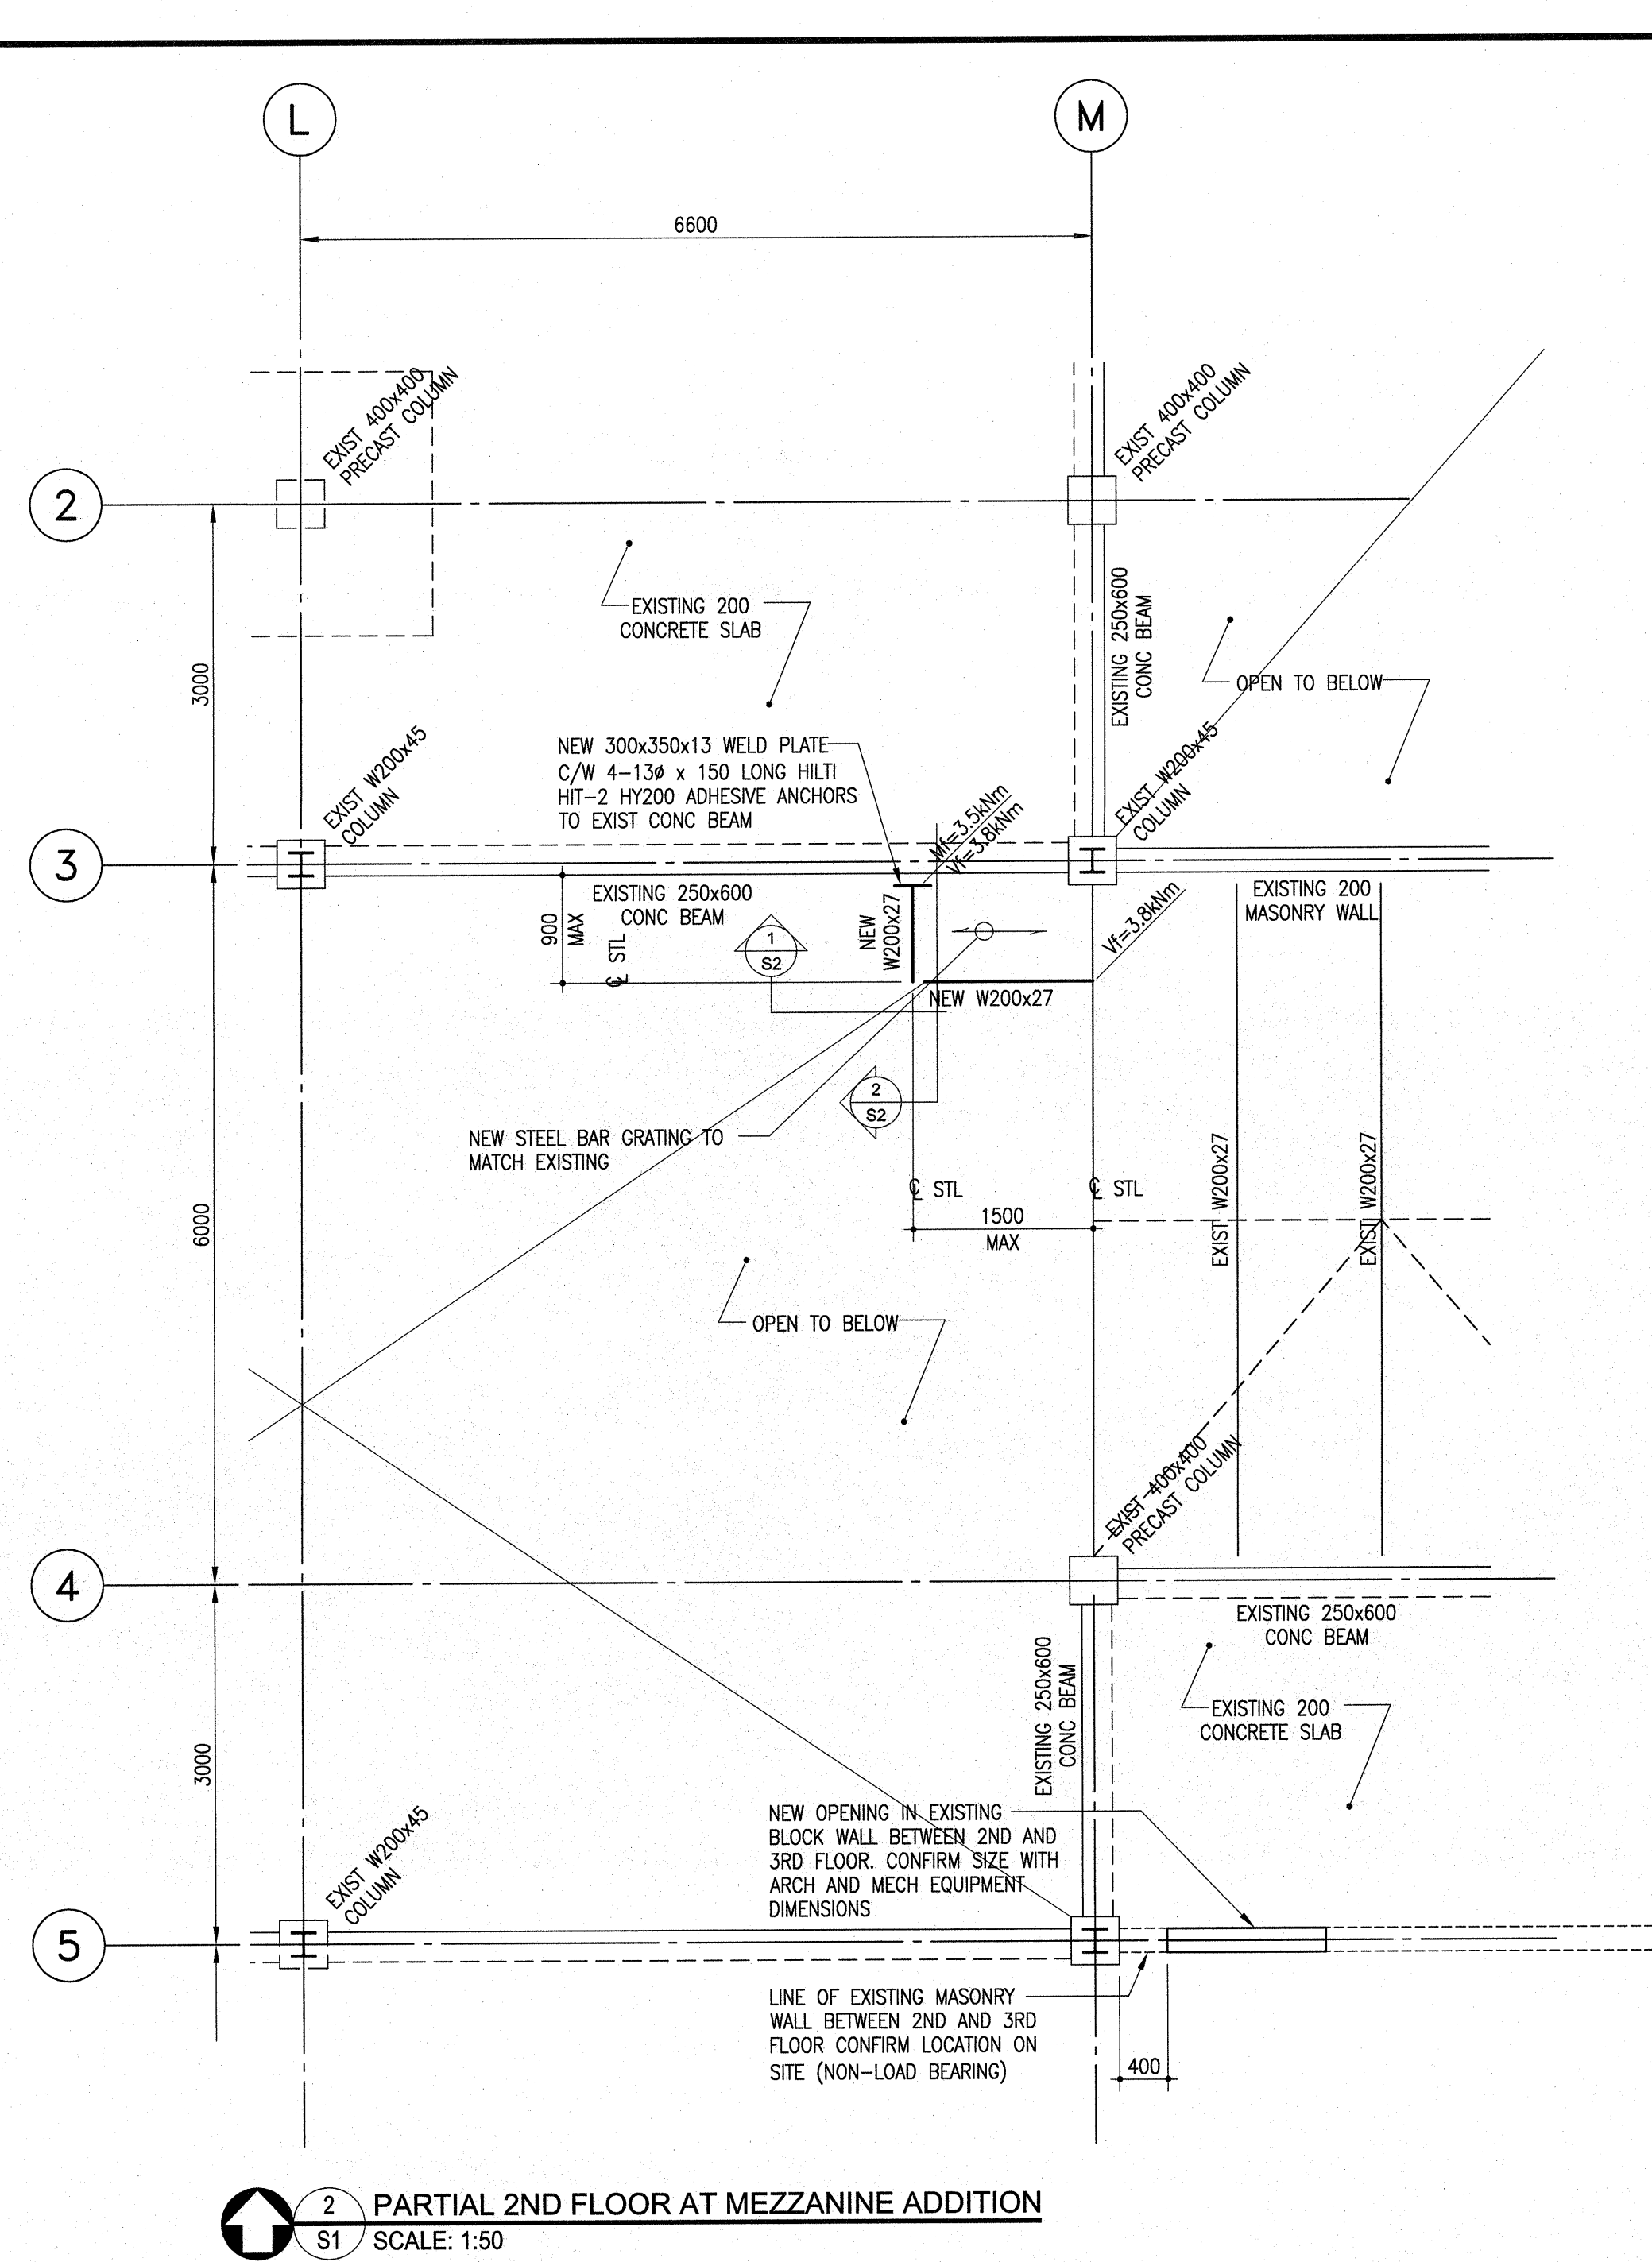 L
M
6600
EXIST 400x400
PRECAST COLUMN
EXIST 400x400
PRECAST COLUMN
2
EXISTING 200
CONCRETE SLAB
EXISTING 250x600
CONC BEAM
OPEN TO BELOW
3000
NEW 300x350x13 WELD PLATE
C/W 4-13ø x 150 LONG HILTI
HIT-2 HY200 ADHESIVE ANCHORS
TO EXIST CONC BEAM
EXIST W200x45
COLUMN
Mf=3.5kNm
Vf=3.8kNm
EXIST W200x45
COLUMN
3
EXISTING 250x600
CONC BEAM
900
MAX
℄ STL
1
S2
NEW
W200x27
Vf=3.8kNm
EXISTING 200
MASONRY WALL
NEW W200x27
2
S2
NEW STEEL BAR GRATING TO
MATCH EXISTING
℄ STL
℄ STL
1500
MAX
EXIST W200x27
EXIST W200x27
6000
OPEN TO BELOW
EXIST 400x400
PRECAST COLUMN
4
EXISTING 250x600
CONC BEAM
EXISTING 250x600
CONC BEAM
EXISTING 200
CONCRETE SLAB
3000
NEW OPENING IN EXISTING
BLOCK WALL BETWEEN 2ND AND
3RD FLOOR. CONFIRM SIZE WITH
ARCH AND MECH EQUIPMENT
DIMENSIONS
EXIST W200x45
COLUMN
5
LINE OF EXISTING MASONRY
WALL BETWEEN 2ND AND 3RD
FLOOR CONFIRM LOCATION ON
SITE (NON-LOAD BEARING)
400
2
S1
PARTIAL 2ND FLOOR AT MEZZANINE ADDITION
SCALE: 1:50